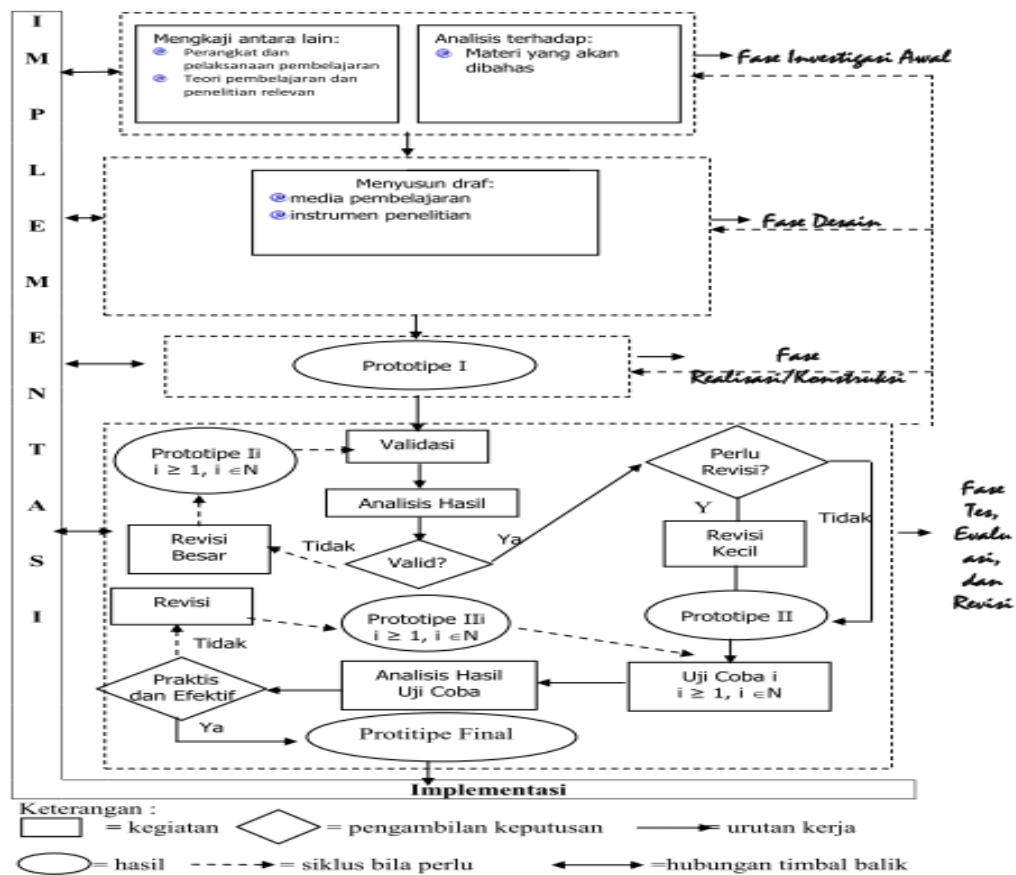 I
M
P
L
E
M
E
N
T
A
S
I
Mengkaji antara lain:
Perangkat dan
pelaksanaan pembelajaran
Teori pembelajaran dan
penelitian relevan
Analisis terhadap:
Materi yang akan
dibahas
Fase Investigasi Awal
Menyusun draf:
media pembelajaran
instrumen penelitian
Fase Desain
Prototipe I
Fase
Realisasi/Konstruksi
Prototipe Ii
i ≥ 1, i ∈N
Validasi
Perlu
Revisi?
Analisis Hasil
Y
Tidak
Revisi
Besar
Tidak
Valid?
Ya
Revisi
Kecil
Fase
Tes,
Evalu
asi,
dan
Revisi
Revisi
Prototipe IIi
i ≥ 1, i ∈N
Prototipe II
Tidak
Praktis
dan Efektif
Analisis Hasil
Uji Coba
Uji Coba i
i ≥ 1, i ∈N
Ya
Protitipe Final
Implementasi
Keterangan :
= kegiatan
= pengambilan keputusan
= urutan kerja
= hasil
= siklus bila perlu
=hubungan timbal balik